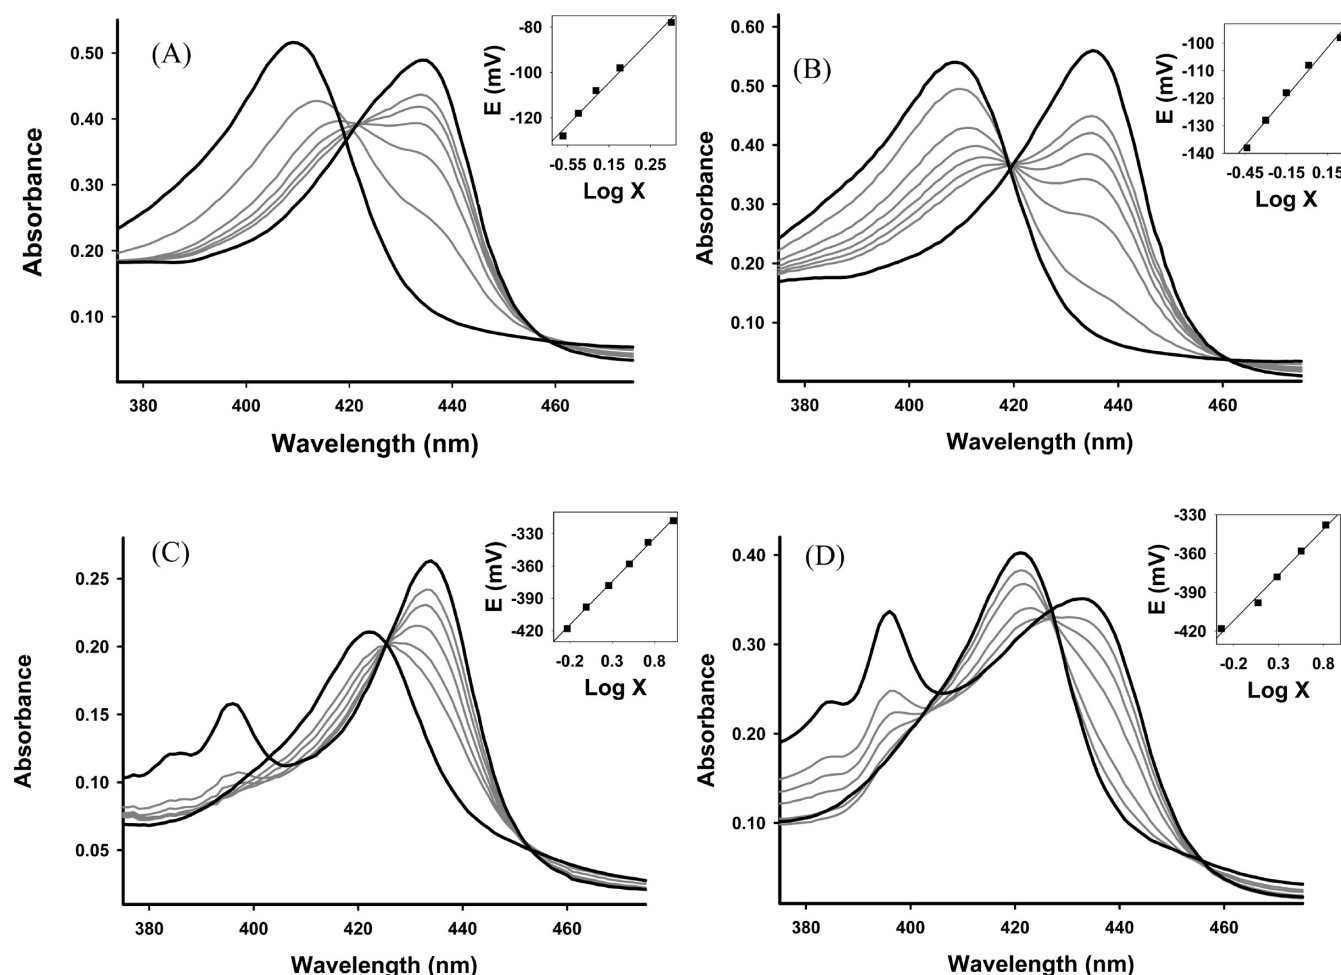 (A)
Absorbance
0.50
0.40
0.30
0.20
0.10
380 400 420 440 460
Wavelength (nm)
E (mV)
-80
-100
-120
-0.55 0.15 0.25
Log X
(B)
Absorbance
0.60
0.50
0.40
0.30
0.20
0.10
380 400 420 440 460
Wavelength (nm)
E (mV)
-100
-110
-120
-130
-140
-0.45 -0.15 0.15
Log X
(C)
Absorbance
0.25
0.20
0.15
0.10
0.05
380 400 420 440 460
Wavelength (nm)
E (mV)
-330
-360
-390
-420
-0.2 0.3 0.8
Log X
(D)
Absorbance
0.40
0.30
0.20
0.10
380 400 420 440 460
Wavelength (nm)
E (mV)
-330
-360
-390
-420
-0.2 0.3 0.8
Log X